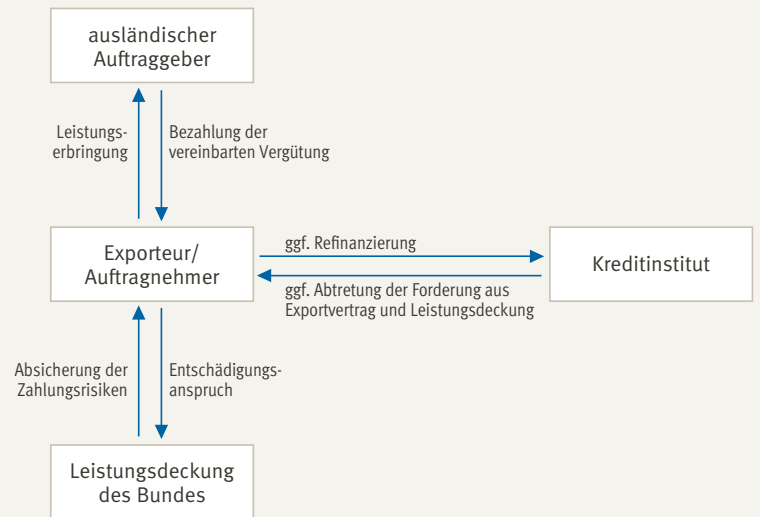 ausländischer
Auftraggeber
Leistungs-
erbringung
Bezahlung der
vereinbarten Vergütung
Exporteur/
Auftragnehmer
ggf. Refinanzierung
ggf. Abtretung der Forderung aus
Exportvertrag und Leistungsdeckung
Kreditinstitut
Absicherung der
Zahlungsrisiken
Entschädigungs-
anspruch
Leistungsdeckung
des Bundes